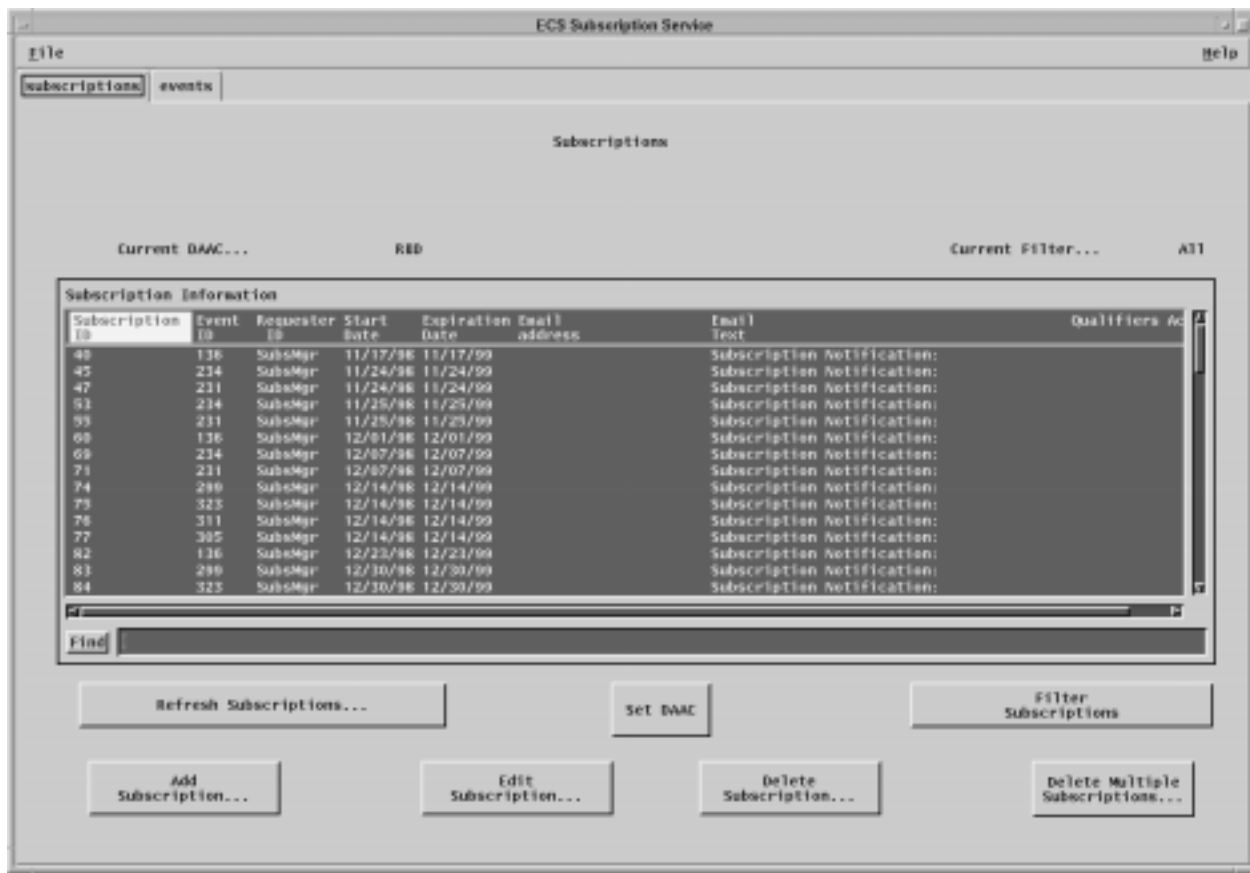 ECS Subscription Service
File Help
subscriptions events
Subscriptions
Current DAAC... RBD Current Filter... All
Subscription Information
Subscription ID Event ID Requester ID Start Date Expiration Date Email address Email Text Qualifiers Ac
40 136 SubsMgr 11/17/98 11/17/99 Subscription Notification:
45 234 SubsMgr 11/24/98 11/24/99 Subscription Notification:
47 231 SubsMgr 11/24/98 11/24/99 Subscription Notification:
53 234 SubsMgr 11/25/98 11/25/99 Subscription Notification:
55 231 SubsMgr 11/25/98 11/25/99 Subscription Notification:
60 136 SubsMgr 12/01/98 12/01/99 Subscription Notification:
69 234 SubsMgr 12/07/98 12/07/99 Subscription Notification:
71 231 SubsMgr 12/07/98 12/07/99 Subscription Notification:
74 299 SubsMgr 12/14/98 12/14/99 Subscription Notification:
75 323 SubsMgr 12/14/98 12/14/99 Subscription Notification:
76 311 SubsMgr 12/14/98 12/14/99 Subscription Notification:
77 305 SubsMgr 12/14/98 12/14/99 Subscription Notification:
82 136 SubsMgr 12/23/98 12/23/99 Subscription Notification:
83 299 SubsMgr 12/30/98 12/30/99 Subscription Notification:
84 323 SubsMgr 12/30/98 12/30/99 Subscription Notification:
Find
Refresh Subscriptions...
Set DAAC
Filter
Subscriptions
Add
Subscription...
Edit
Subscription...
Delete
Subscription...
Delete Multiple
Subscriptions...